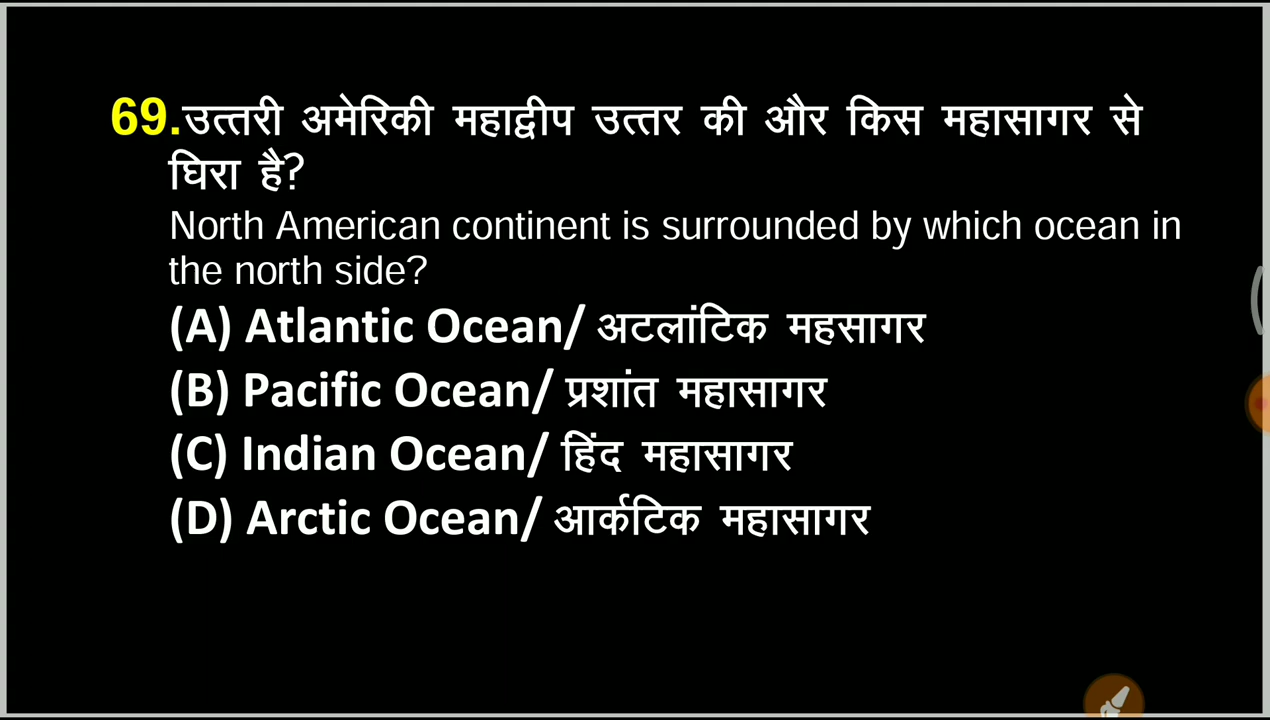 69.उत्तरी अमेरिकी महाद्वीप उत्तर की और किस महासागर से
घिरा है?
North American continent is surrounded by which ocean in
the north side?
(A) Atlantic Ocean/ अटलांटिक महसागर
(B) Pacific Ocean/ प्रशांत महासागर
(C) Indian Ocean/ हिंद महासागर
(D) Arctic Ocean/ आर्कटिक महासागर